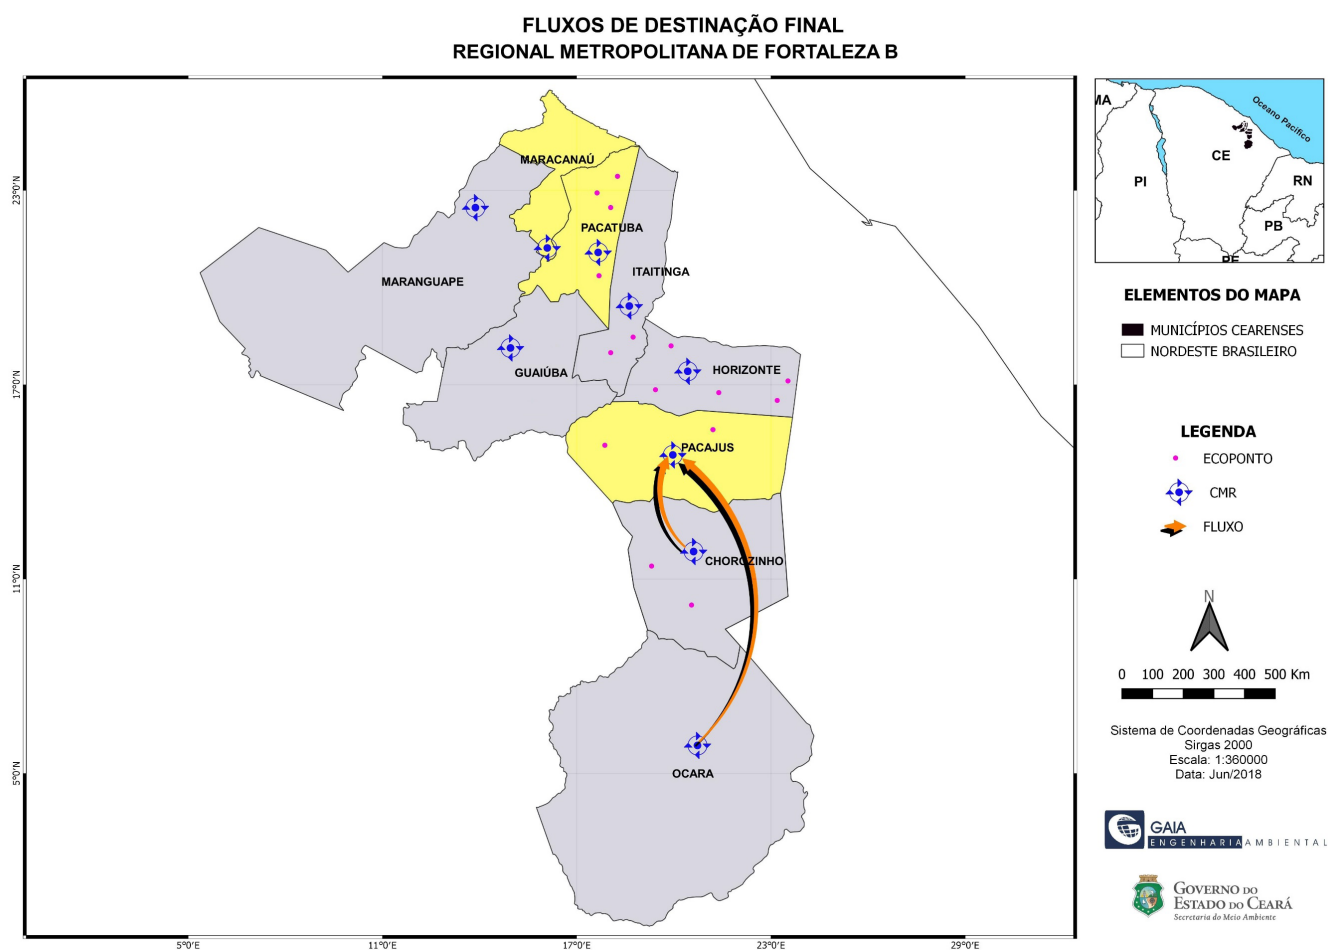 FLUXOS DE DESTINAÇÃO FINAL
REGIONAL METROPOLITANA DE FORTALEZA B
MARACANAÚ
PACATUBA
ITAITINGA
MARANGUAPE
GUAIÚBA
HORIZONTE
PACAJUS
CHOROZINHO
OCARA
23°0'N
17°0'N
11°0'N
5°0'N
5°0'E
11°0'E
17°0'E
23°0'E
29°0'E
MA
Oceano Pacífico
CE
PI
RN
PB
PE
ELEMENTOS DO MAPA
MUNICÍPIOS CEARENSES
NORDESTE BRASILEIRO
LEGENDA
ECOPONTO
CMR
FLUXO
N
0 100 200 300 400 500 Km
Sistema de Coordenadas Geográficas
Sirgas 2000
Escala: 1:360000
Data: Jun/2018
GAIA
ENGENHARIA AMBIENTAL
GOVERNO DO
ESTADO DO CEARÁ
Secretaria do Meio Ambiente